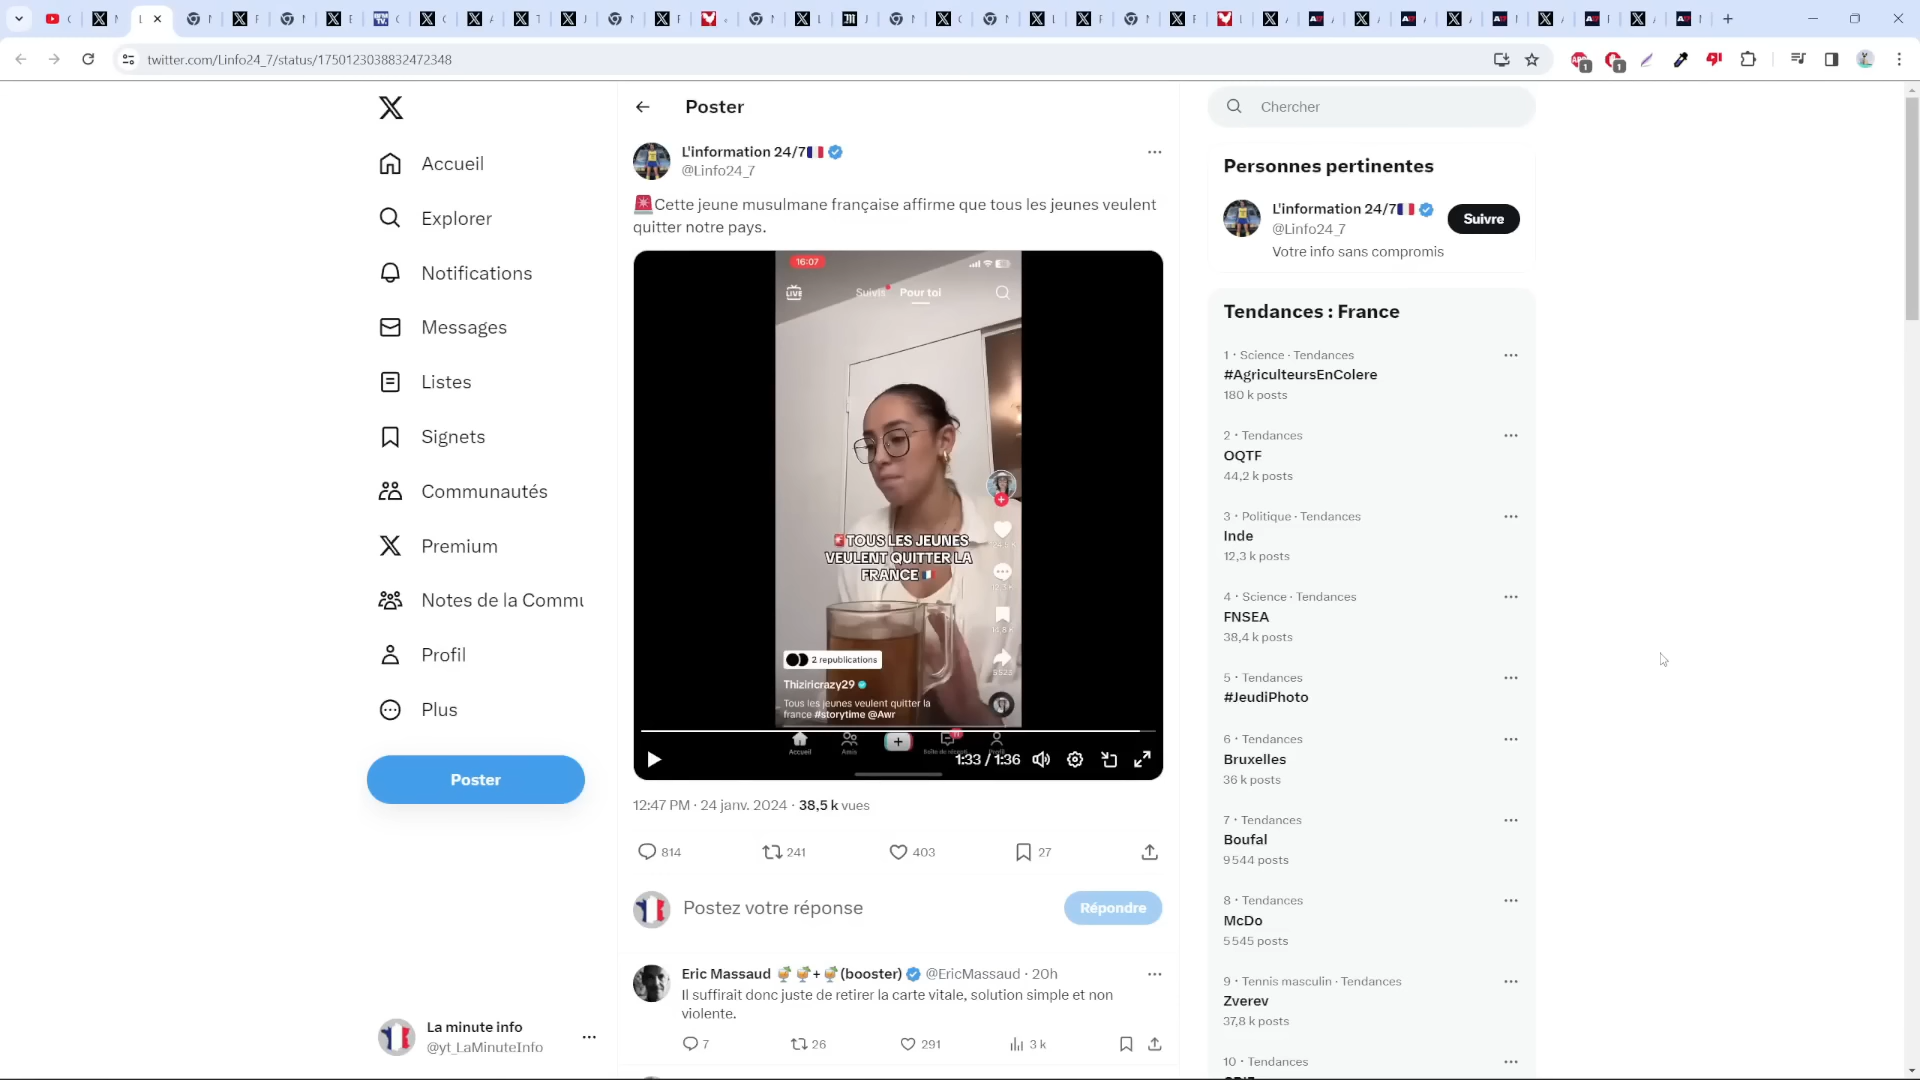 twitter.com/Linfo24_7/status/1750123038832472348
Accueil
Explorer
Notifications
Messages
Listes
Signets
Communautés
Premium
Notes de la Commu
Profil
Plus
Poster
La minute info
@yt_LaMinuteInfo
Poster
L'information 24/7
@Linfo24_7
Cette jeune musulmane française affirme que tous les jeunes veulent
quitter notre pays.
16:07
LIVE
Suivis Pour toi
TOUS LES JEUNES
VEULENT QUITTER LA
FRANCE
2 republications
Thiziricrazy29
Tous les jeunes veulent quitter la
france #storytime @Awr
Accueil
Amis
1:33 / 1:36
12:47 PM · 24 janv. 2024 · 38,5 k vues
814 241 403 27
Postez votre réponse
Répondre
Eric Massaud + (booster) @EricMassaud · 20h
Il suffirait donc juste de retirer la carte vitale, solution simple et non
violente.
7 26 291 3 k
Chercher
Personnes pertinentes
L'information 24/7
@Linfo24_7
Suivre
Votre info sans compromis
Tendances : France
1 · Science · Tendances
#AgriculteursEnColere
180 k posts
2 · Tendances
OQTF
44,2 k posts
3 · Politique · Tendances
Inde
12,3 k posts
4 · Science · Tendances
FNSEA
38,4 k posts
5 · Tendances
#JeudiPhoto
6 · Tendances
Bruxelles
36 k posts
7 · Tendances
Boufal
9 544 posts
8 · Tendances
McDo
5 545 posts
9 · Tennis masculin · Tendances
Zverev
37,8 k posts
10 · Tendances